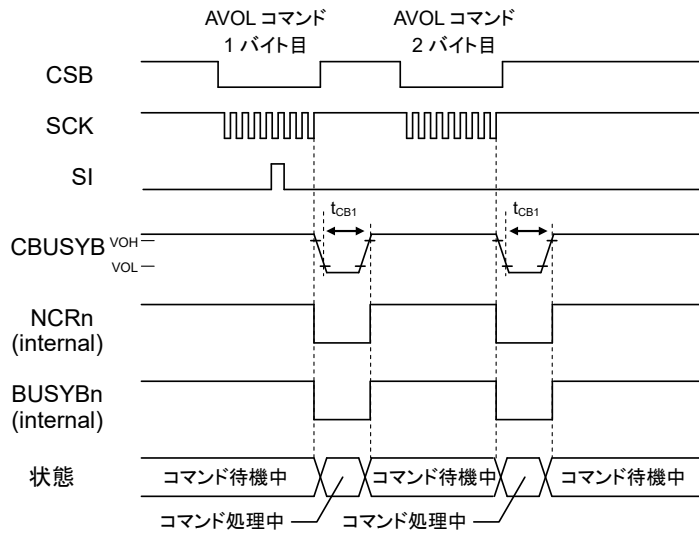 AVOL コマンド
1 バイト目
AVOL コマンド
2 バイト目
CSB
SCK
SI
tCB1
tCB1
CBUSYB
VOH
VOL
NCRn
(internal)
BUSYBn
(internal)
状態
コマンド待機中
コマンド待機中
コマンド待機中
コマンド処理中
コマンド処理中